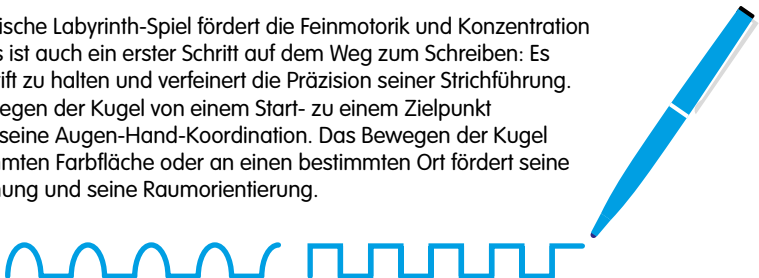 ische Labyrinth-Spiel fördert die Feinmotorik und Konzentration
s ist auch ein erster Schritt auf dem Weg zum Schreiben: Es
ift zu halten und verfeinert die Präzision seiner Strichführung.
egen der Kugel von einem Start- zu einem Zielpunkt
seine Augen-Hand-Koordination. Das Bewegen der Kugel
mten Farbfläche oder an einen bestimmten Ort fördert seine
nung und seine Raumorientierung.